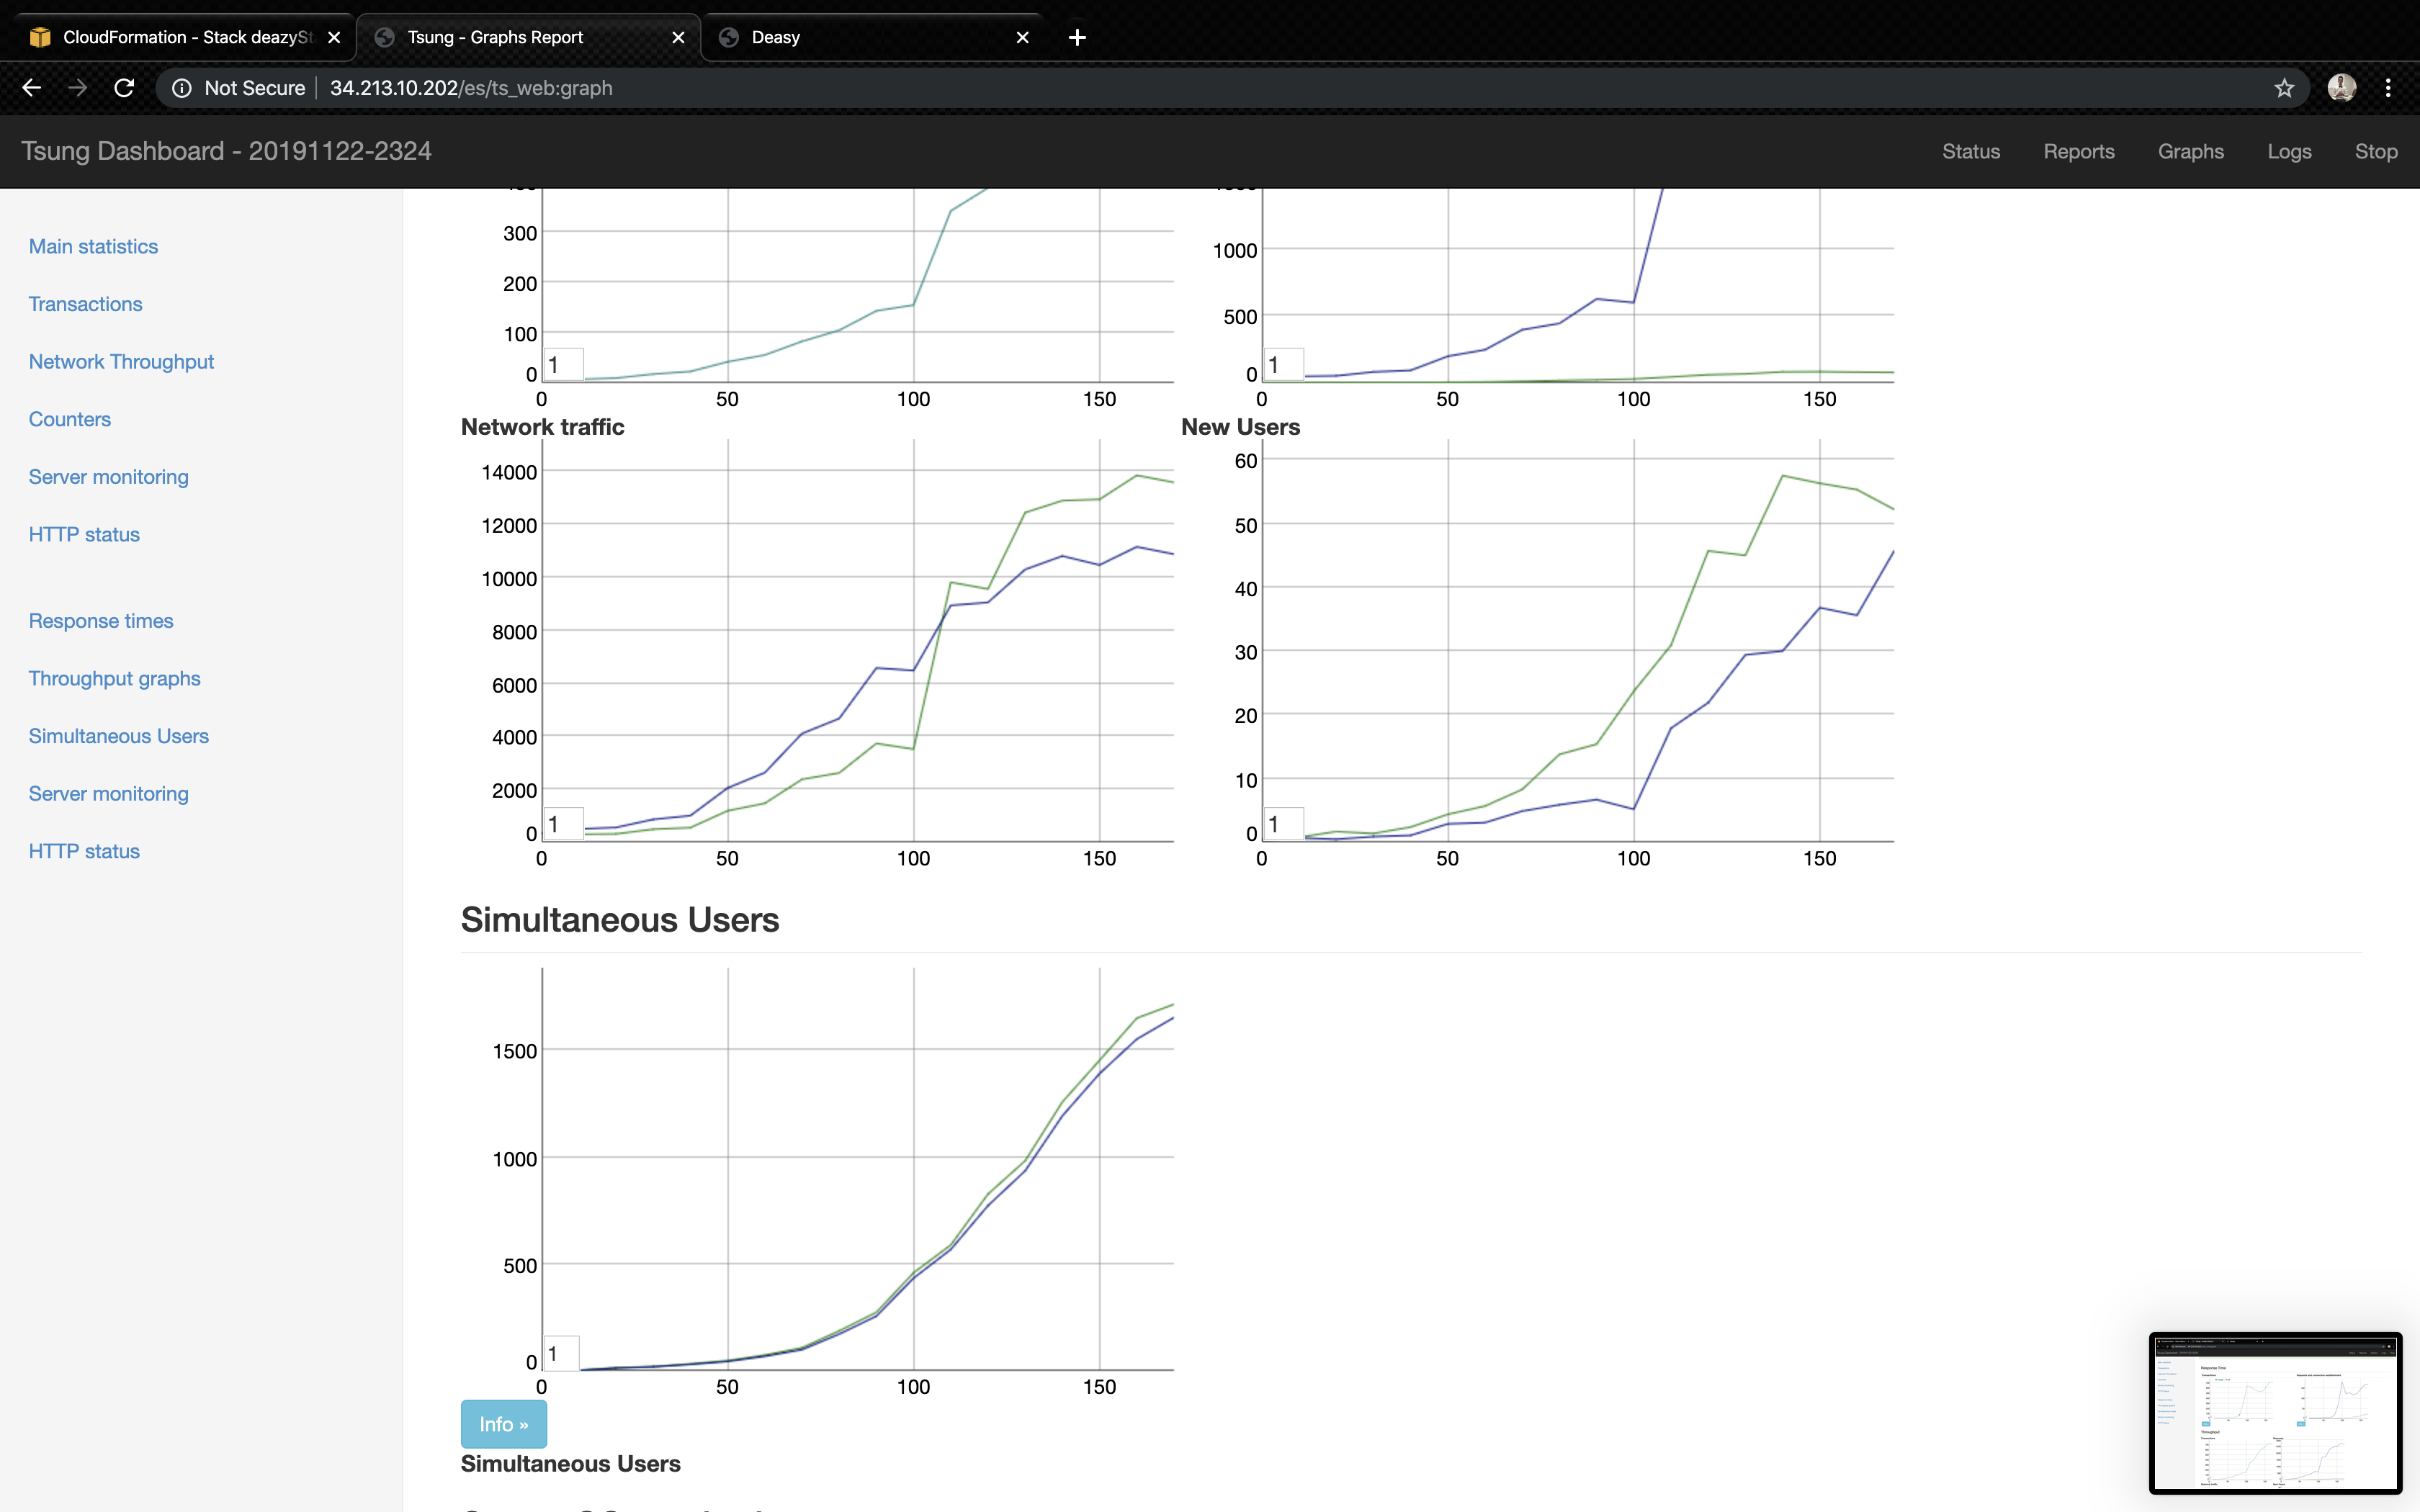 CloudFormation - Stack deazySt
Tsung - Graphs Report
Deasy
Not Secure
34.213.10.202/es/ts_web:graph
Tsung Dashboard - 20191122-2324
Status
Reports
Graphs
Logs
Stop
Main statistics
Transactions
Network Throughput
Counters
Server monitoring
HTTP status
Response times
Throughput graphs
Simultaneous Users
Server monitoring
HTTP status
300
200
100
0
1
0 50 100 150
1000
500
0
1
0 50 100 150
Network traffic
14000
12000
10000
8000
6000
4000
2000
0
1
0 50 100 150
New Users
60
50
40
30
20
10
0
1
0 50 100 150
Simultaneous Users
1500
1000
500
0
1
0 50 100 150
Info »
Simultaneous Users